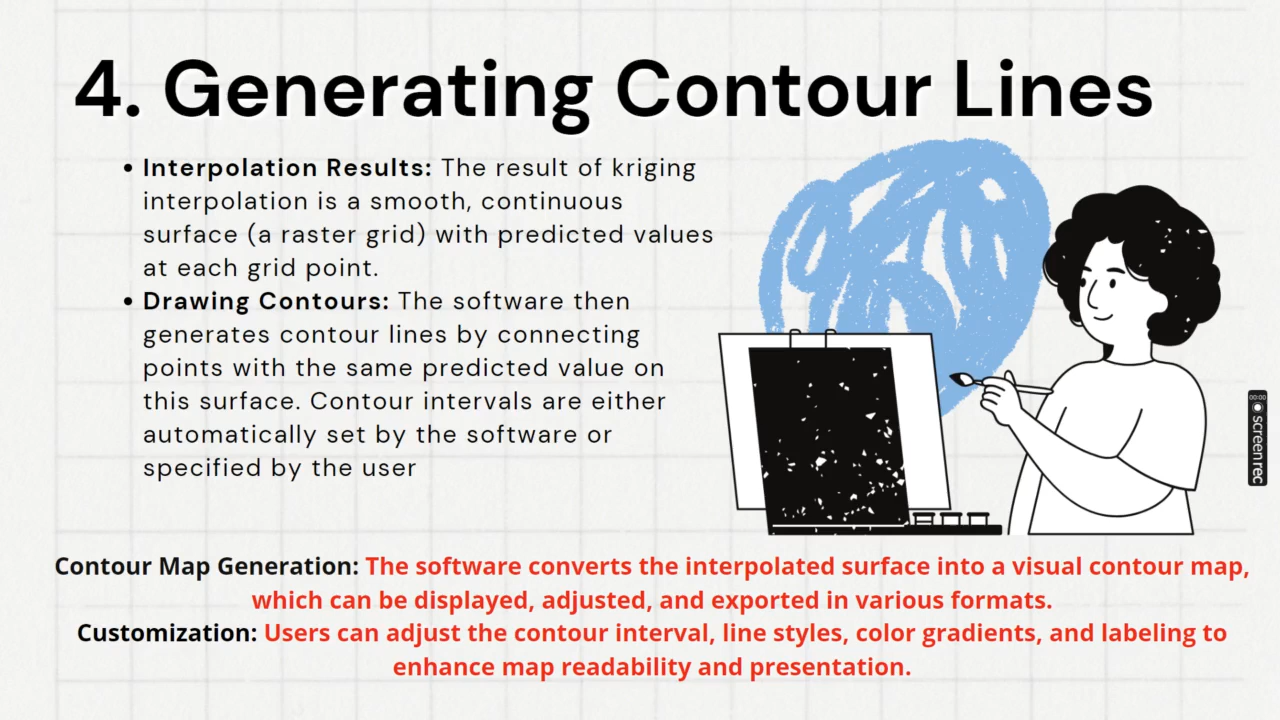 4. Generating Contour Lines
• Interpolation Results: The result of kriging
interpolation is a smooth, continuous
surface (a raster grid) with predicted values
at each grid point.
• Drawing Contours: The software then
generates contour lines by connecting
points with the same predicted value on
this surface. Contour intervals are either
automatically set by the software or
specified by the user
Contour Map Generation: The software converts the interpolated surface into a visual contour map,
which can be displayed, adjusted, and exported in various formats.
Customization: Users can adjust the contour interval, line styles, color gradients, and labeling to
enhance map readability and presentation.
00:00
screenrec